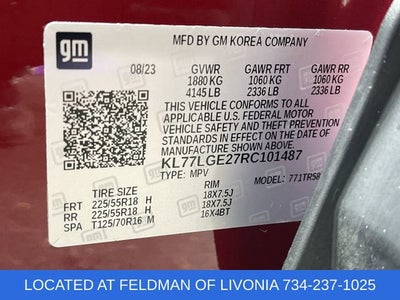 gm
MFD BY GM KOREA COMPANY
08/23 GVWR GAWR FRT GAWR RR
1880 KG 1060 KG 1060 KG
4145 LB 2336 LB 2336 LB
THIS VEHICLE CONFORMS TO ALL
APPLICABLE U.S. FEDERAL MOTOR
VEHICLE SAFETY AND
STANDARDS IN EFFECT ON THE DATE OF
MANUFACTURE SHOWN ABOVE.
KL77LGE27RC101487
TYPE: MPV MODEL: 771TR58
TIRE SIZE RIM
FRT 225/55R18 H 18X7.5J
RR 225/55R18 H 18X7.5J
SPA T125/70R16 M 16X4BT
LOCATED AT FELDMAN OF LIVONIA 734-237-1025